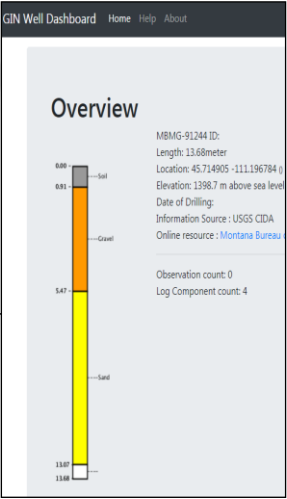 GIN Well Dashboard Home Help About
Overview
MBMG-91244 ID:
Length: 13.68meter
Location: 45.714905 -111.196784 ()
Elevation: 1398.7 m above sea level
Date of Drilling:
Information Source : USGS CIDA
Online resource : Montana Bureau
Observation count: 0
Log Component count: 4
0.00
Soil
0.91
Gravel
5.47
Sand
13.07
13.68